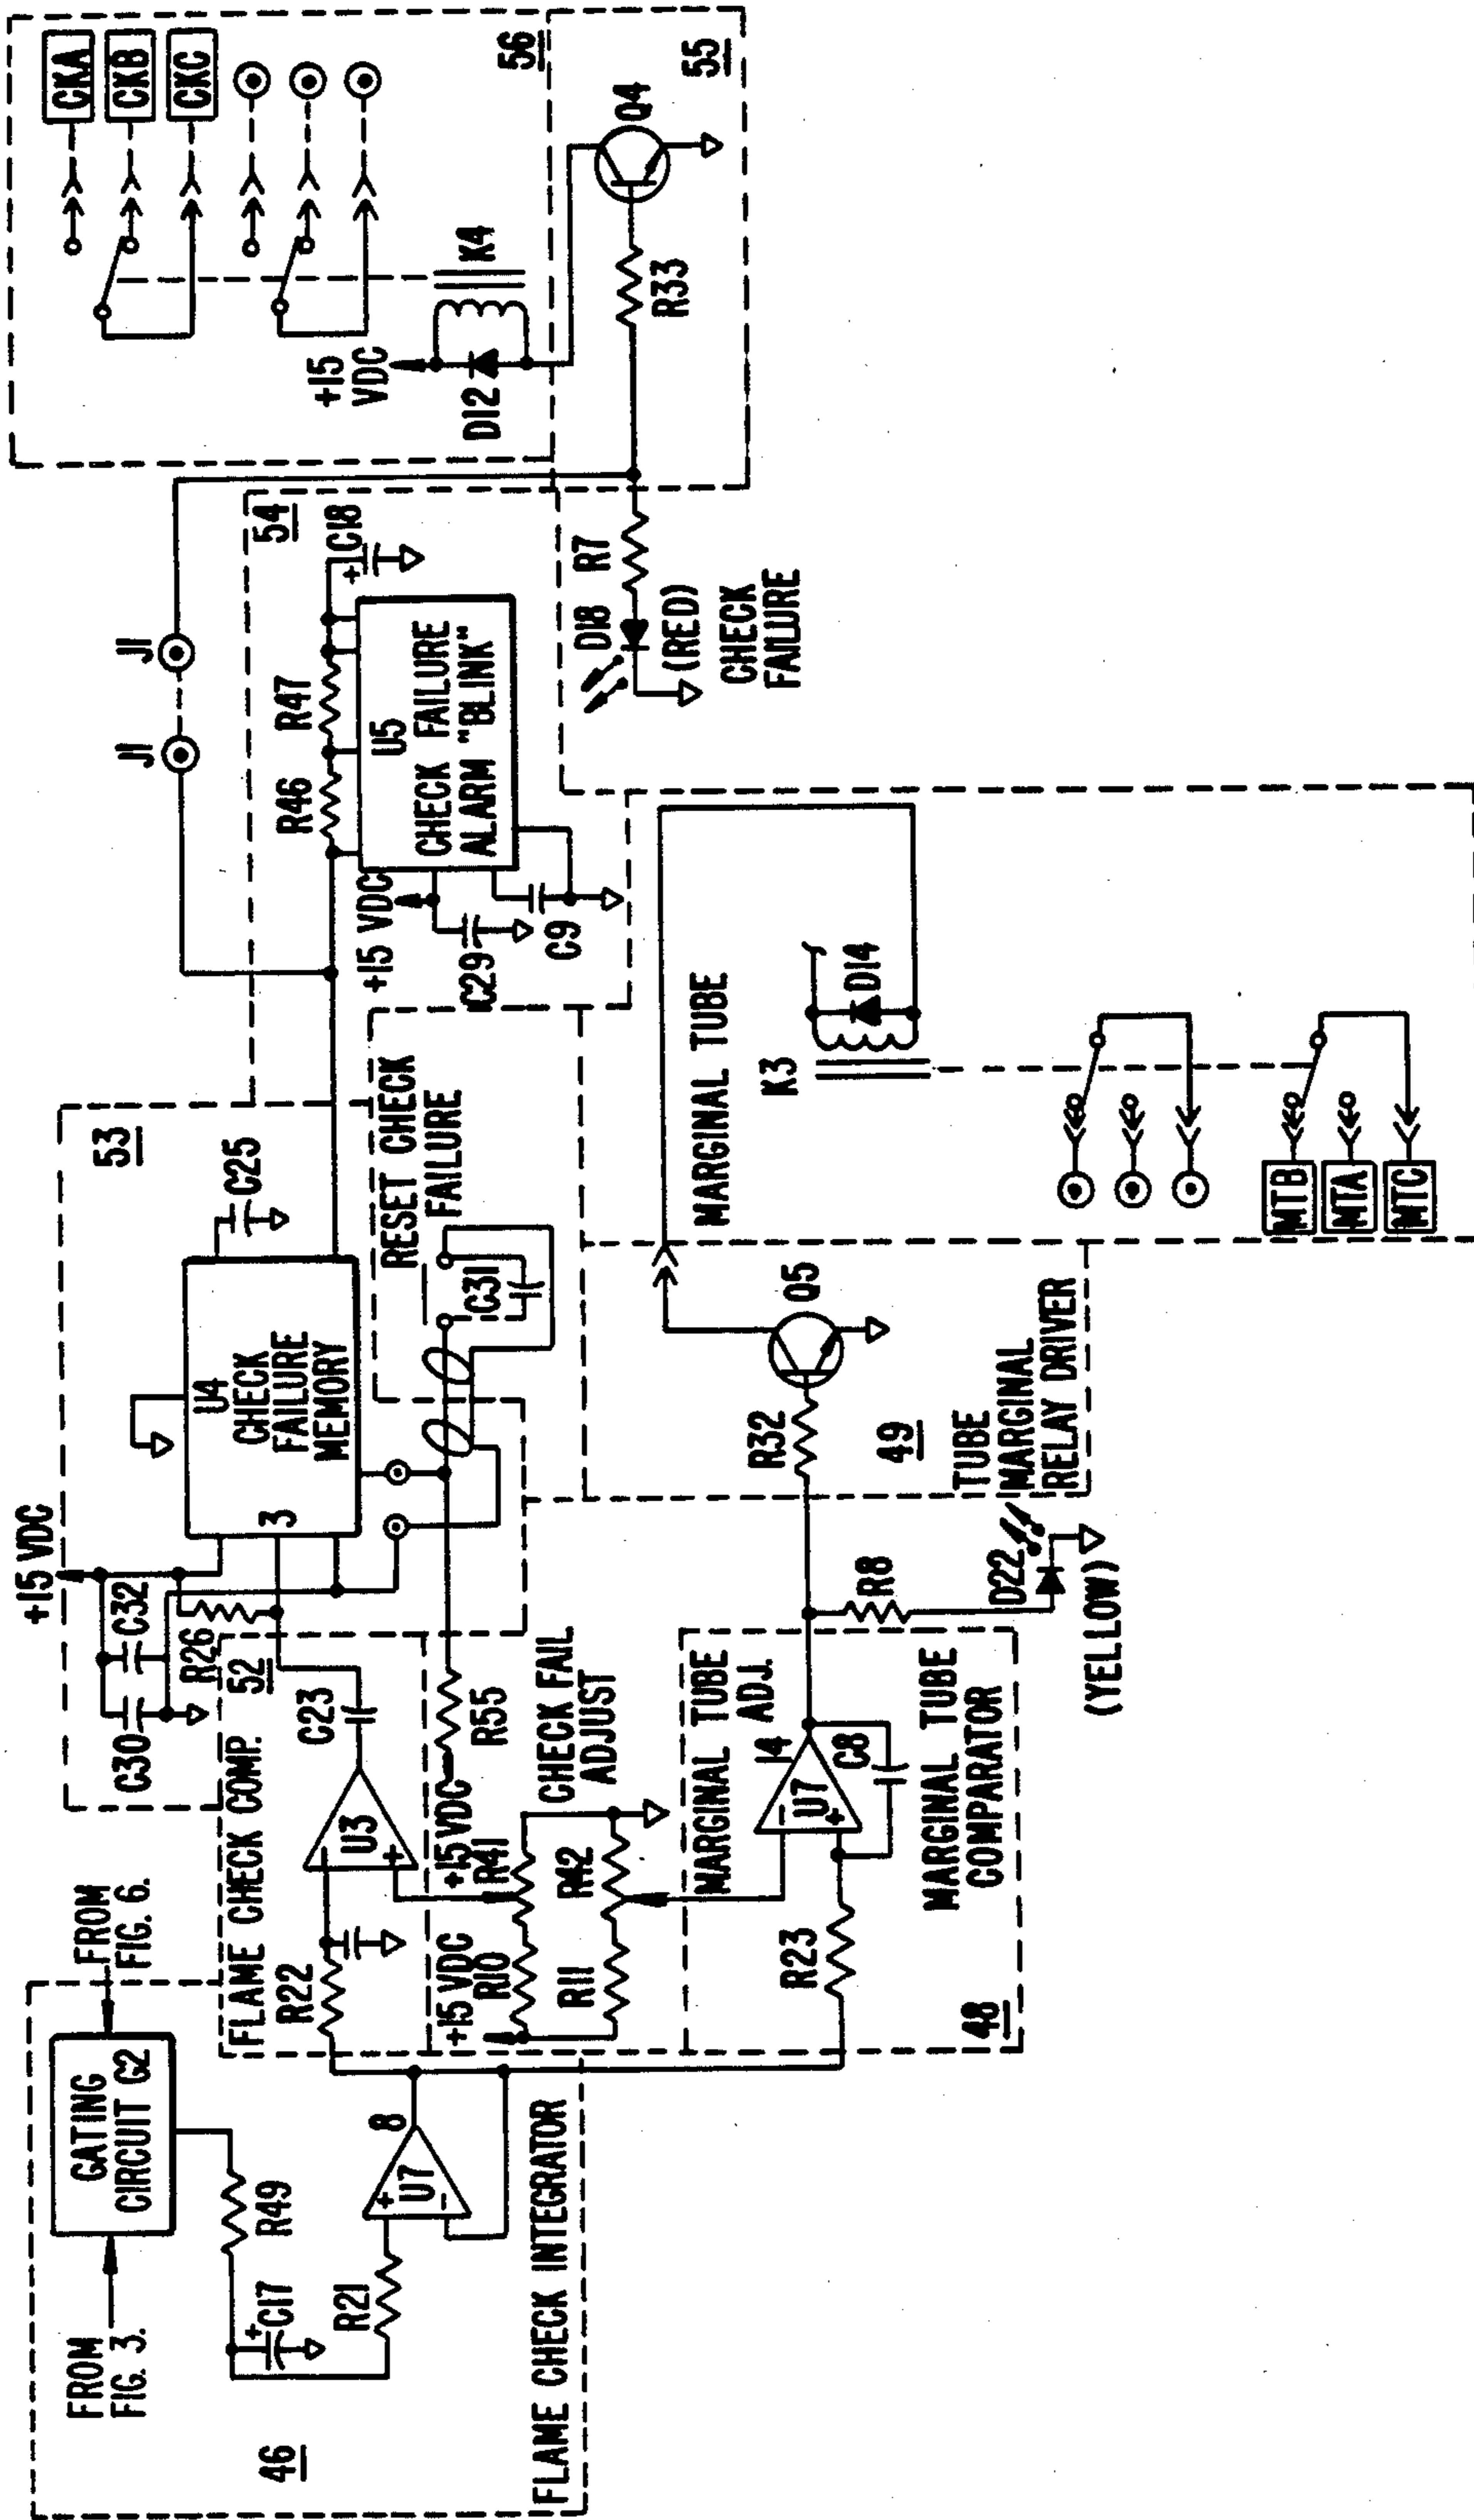 FROM
FIG. 3.
GATING
CIRCUIT G2
FROM
FIG. 6.
R49
+
C17
R21
46
+
U7
-
8
FLAME CHECK INTEGRATOR
FLAME CHECK COMP.
52
R22
-
U3
+
C23
+15 VDC
R10
R41
R11
R42
CHECK FAIL
ADJUST
+15 VDC
R55
MARGINAL TUBE
ADJ.
R23
-
U7
+
14
C8
MARGINAL TUBE
COMPARATOR
48
R8
D22
(YELLOW)
+15 VDC
C30
C32
R26
3
U4
CHECK
FAILURE
MEMORY
C25
53
RESET CHECK
FAILURE
C31
R32
Q5
49
TUBE
MARGINAL
RELAY DRIVER
MARGINAL TUBE
K3
D14
MTB
MTA
MTC
J1
J1
54
R46
R47
+
C18
U5
CHECK FAILURE
ALARM "BLINK"
+15 VDC
C29
C9
D18
R7
(RED)
CHECK
FAILURE
+15
VDC
D12
K4
CKA
CKB
CKC
56
R33
Q4
55